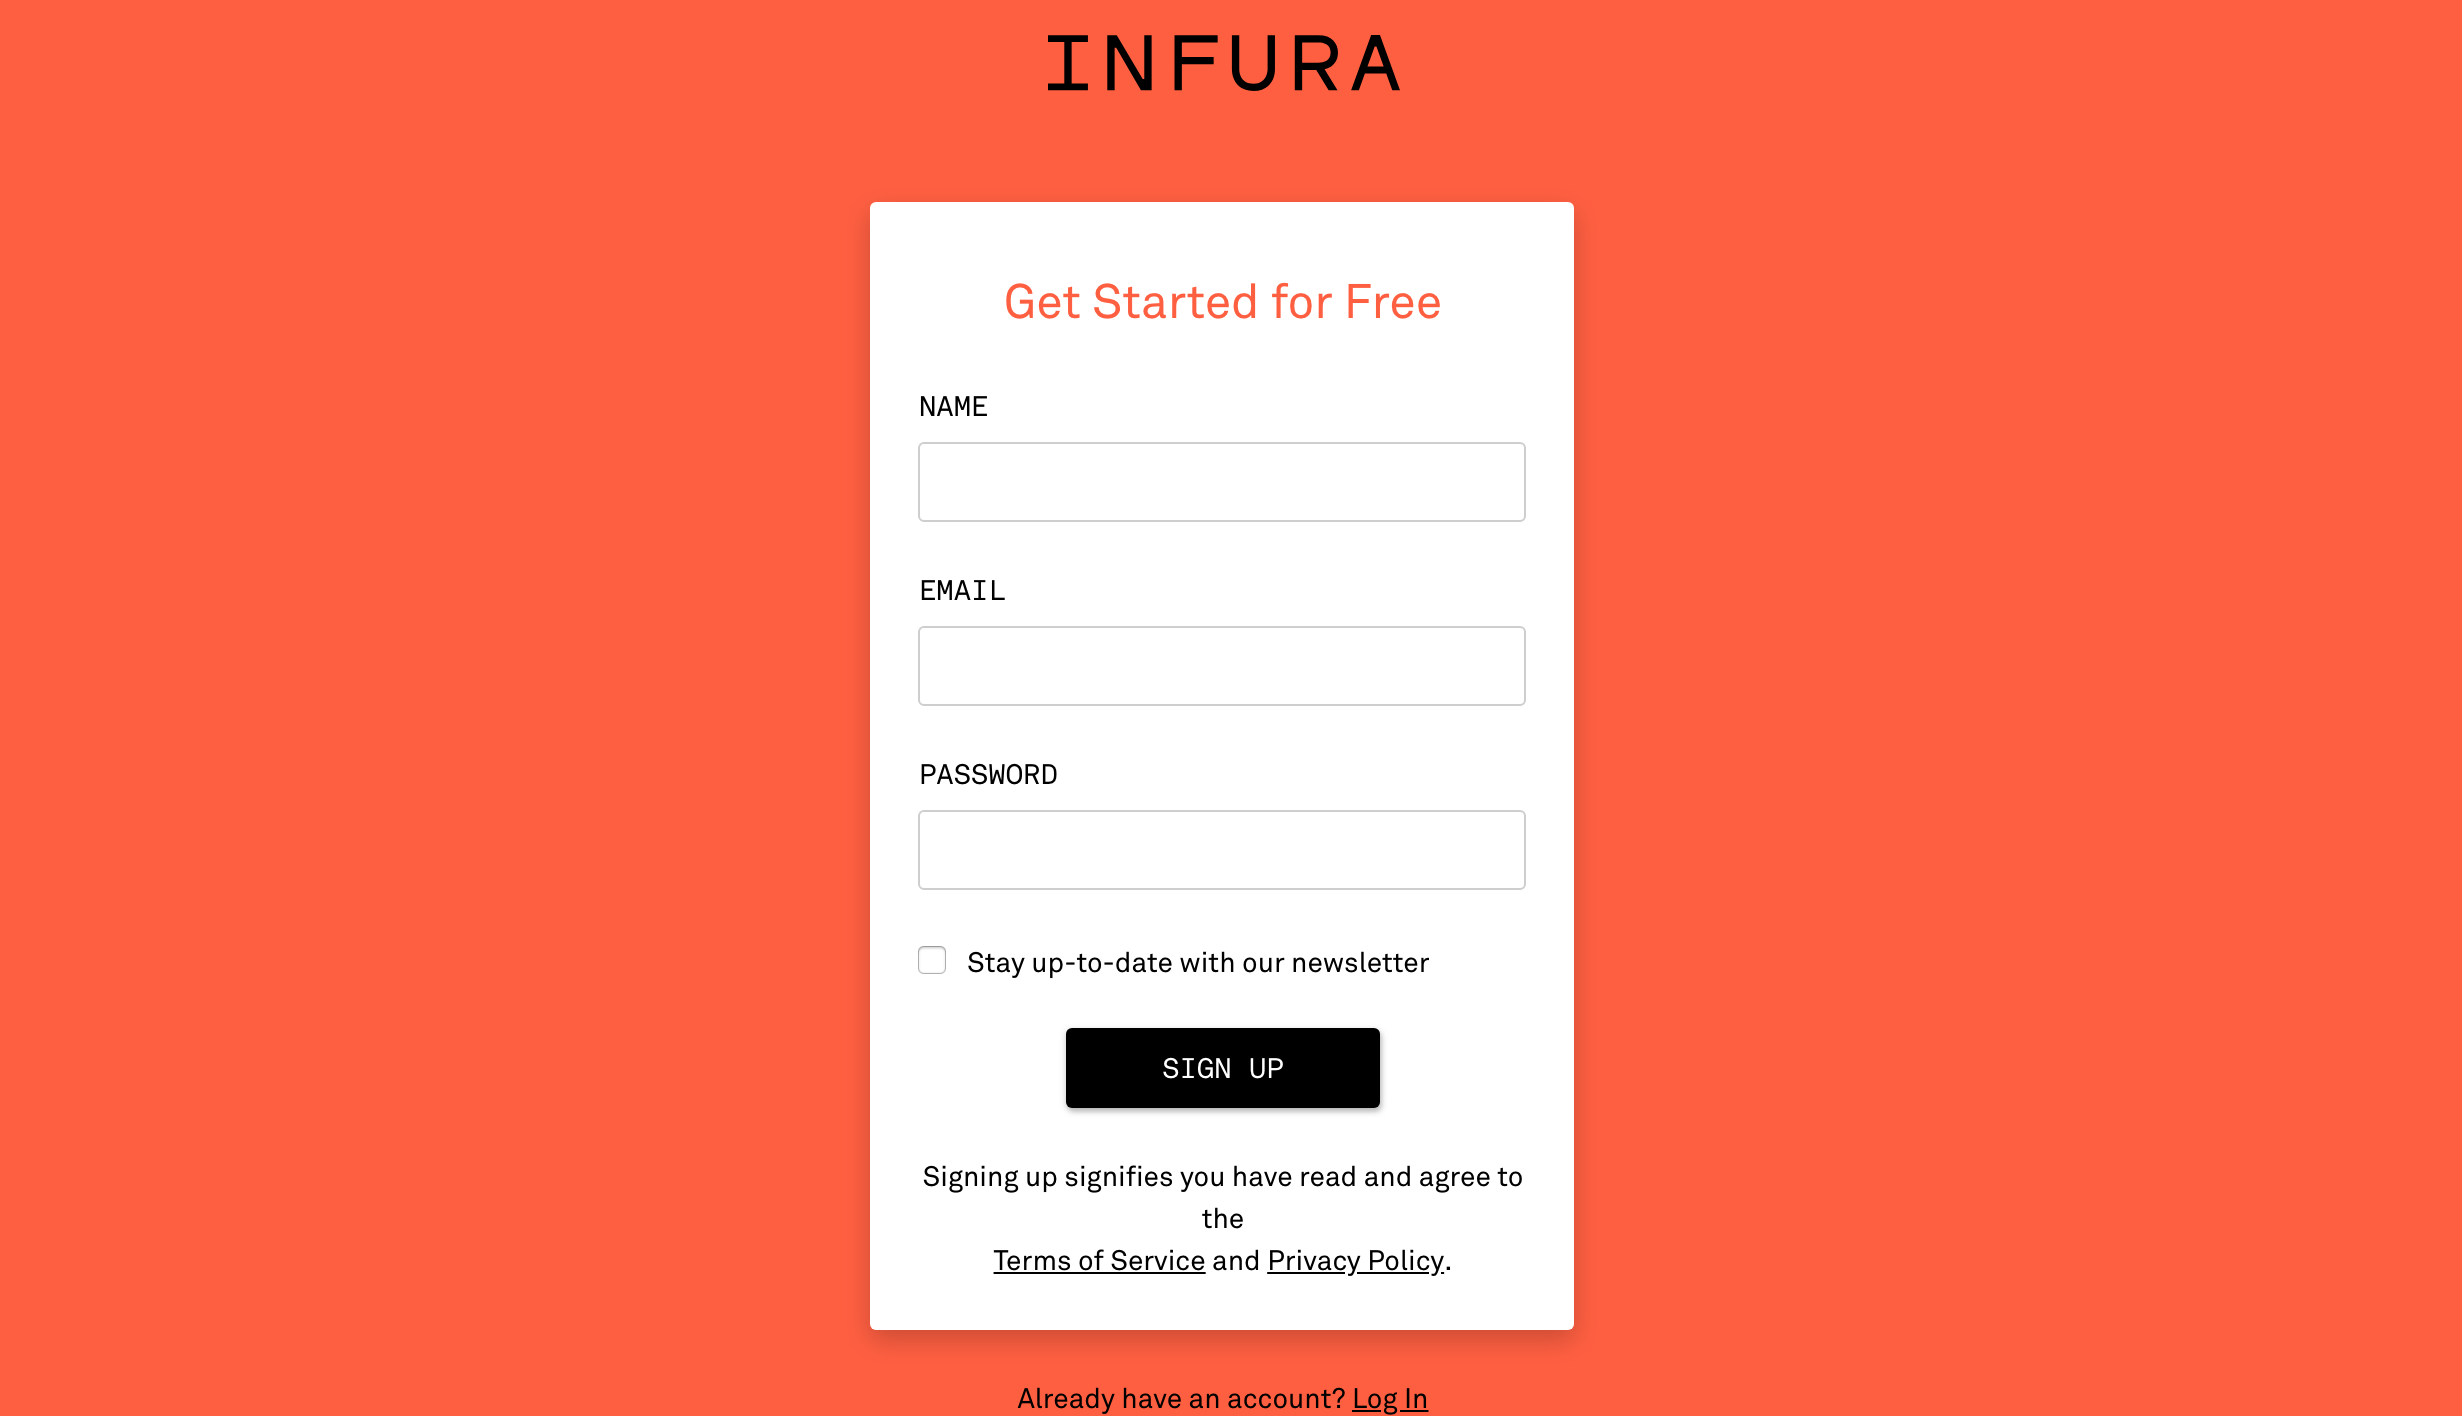 INFURA
Get Started for Free
NAME
EMAIL
PASSWORD
Stay up-to-date with our newsletter
SIGN UP
Signing up signifies you have read and agree to
the
Terms of Service and Privacy Policy.
Already have an account? Log In